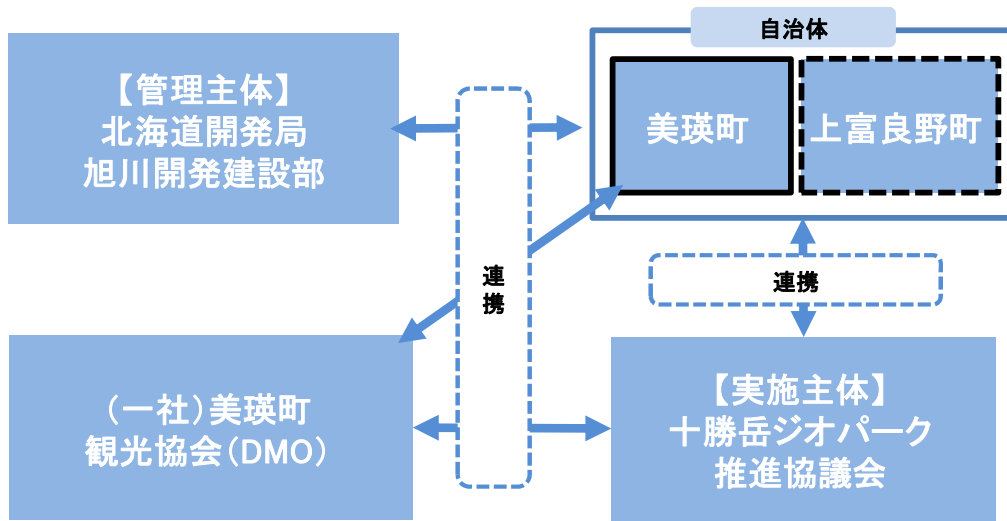 【管理主体】
北海道開発局
旭川開発建設部
自治体
美瑛町
上富良野町
連携
連携
（一社）美瑛町
観光協会（DMO）
【実施主体】
十勝岳ジオパーク
推進協議会